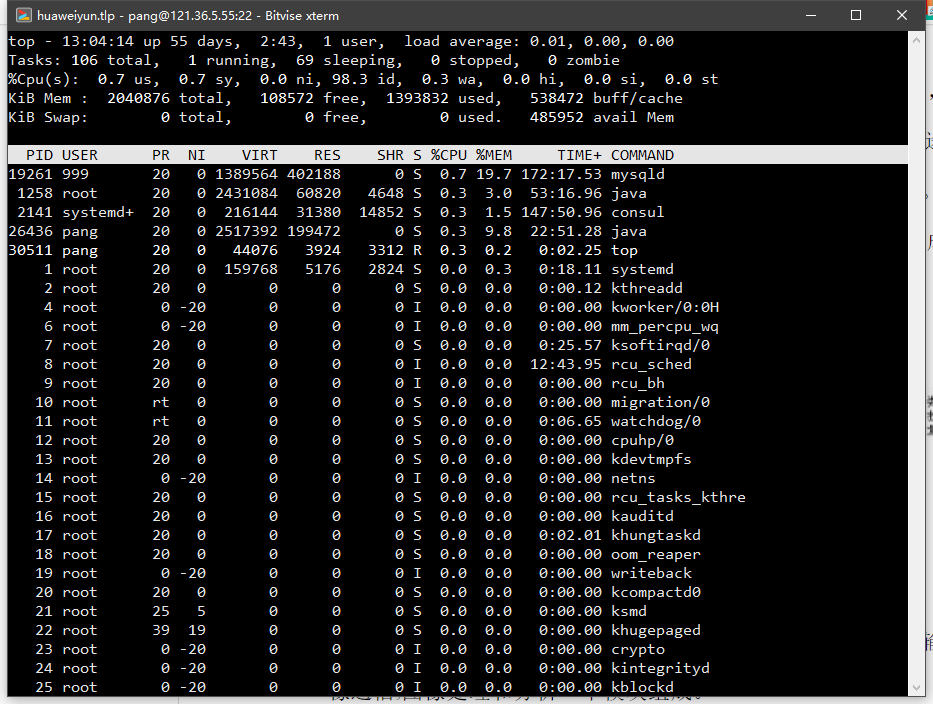 huaweiyun.tlp - pang@121.36.5.55:22 - Bitvise xterm
top - 13:04:14 up 55 days,  2:43,  1 user,  load average: 0.01, 0.00, 0.00
Tasks: 106 total,   1 running,  69 sleeping,   0 stopped,   0 zombie
%Cpu(s):  0.7 us,  0.7 sy,  0.0 ni, 98.3 id,  0.3 wa,  0.0 hi,  0.0 si,  0.0 st
KiB Mem :  2040876 total,   108572 free,  1393832 used,   538472 buff/cache
KiB Swap:        0 total,        0 free,        0 used.   485952 avail Mem
  PID USER      PR  NI    VIRT    RES    SHR S %CPU %MEM     TIME+ COMMAND
19261 999       20   0 1389564 402188      0 S  0.7 19.7 172:17.53 mysqld
 1258 root      20   0 2431084  60820   4648 S  0.3  3.0  53:16.96 java
 2141 systemd+  20   0  216144  31380  14852 S  0.3  1.5 147:50.96 consul
26436 pang      20   0 2517392 199472      0 S  0.3  9.8  22:51.28 java
30511 pang      20   0   44076   3924   3312 R  0.3  0.2   0:02.25 top
    1 root      20   0  159768   5176   2824 S  0.0  0.3   0:18.11 systemd
    2 root      20   0       0      0      0 S  0.0  0.0   0:00.12 kthreadd
    4 root       0 -20       0      0      0 I  0.0  0.0   0:00.00 kworker/0:0H
    6 root       0 -20       0      0      0 I  0.0  0.0   0:00.00 mm_percpu_wq
    7 root      20   0       0      0      0 S  0.0  0.0   0:25.57 ksoftirqd/0
    8 root      20   0       0      0      0 I  0.0  0.0  12:43.95 rcu_sched
    9 root      20   0       0      0      0 I  0.0  0.0   0:00.00 rcu_bh
   10 root      rt   0       0      0      0 S  0.0  0.0   0:00.00 migration/0
   11 root      rt   0       0      0      0 S  0.0  0.0   0:06.65 watchdog/0
   12 root      20   0       0      0      0 S  0.0  0.0   0:00.00 cpuhp/0
   13 root      20   0       0      0      0 S  0.0  0.0   0:00.00 kdevtmpfs
   14 root       0 -20       0      0      0 I  0.0  0.0   0:00.00 netns
   15 root      20   0       0      0      0 S  0.0  0.0   0:00.00 rcu_tasks_kthre
   16 root      20   0       0      0      0 S  0.0  0.0   0:00.00 kauditd
   17 root      20   0       0      0      0 S  0.0  0.0   0:02.01 khungtaskd
   18 root      20   0       0      0      0 S  0.0  0.0   0:00.00 oom_reaper
   19 root       0 -20       0      0      0 I  0.0  0.0   0:00.00 writeback
   20 root      20   0       0      0      0 S  0.0  0.0   0:00.00 kcompactd0
   21 root      25   5       0      0      0 S  0.0  0.0   0:00.00 ksmd
   22 root      39  19       0      0      0 S  0.0  0.0   0:00.00 khugepaged
   23 root       0 -20       0      0      0 I  0.0  0.0   0:00.00 crypto
   24 root       0 -20       0      0      0 I  0.0  0.0   0:00.00 kintegrityd
   25 root       0 -20       0      0      0 I  0.0  0.0   0:00.00 kblockd